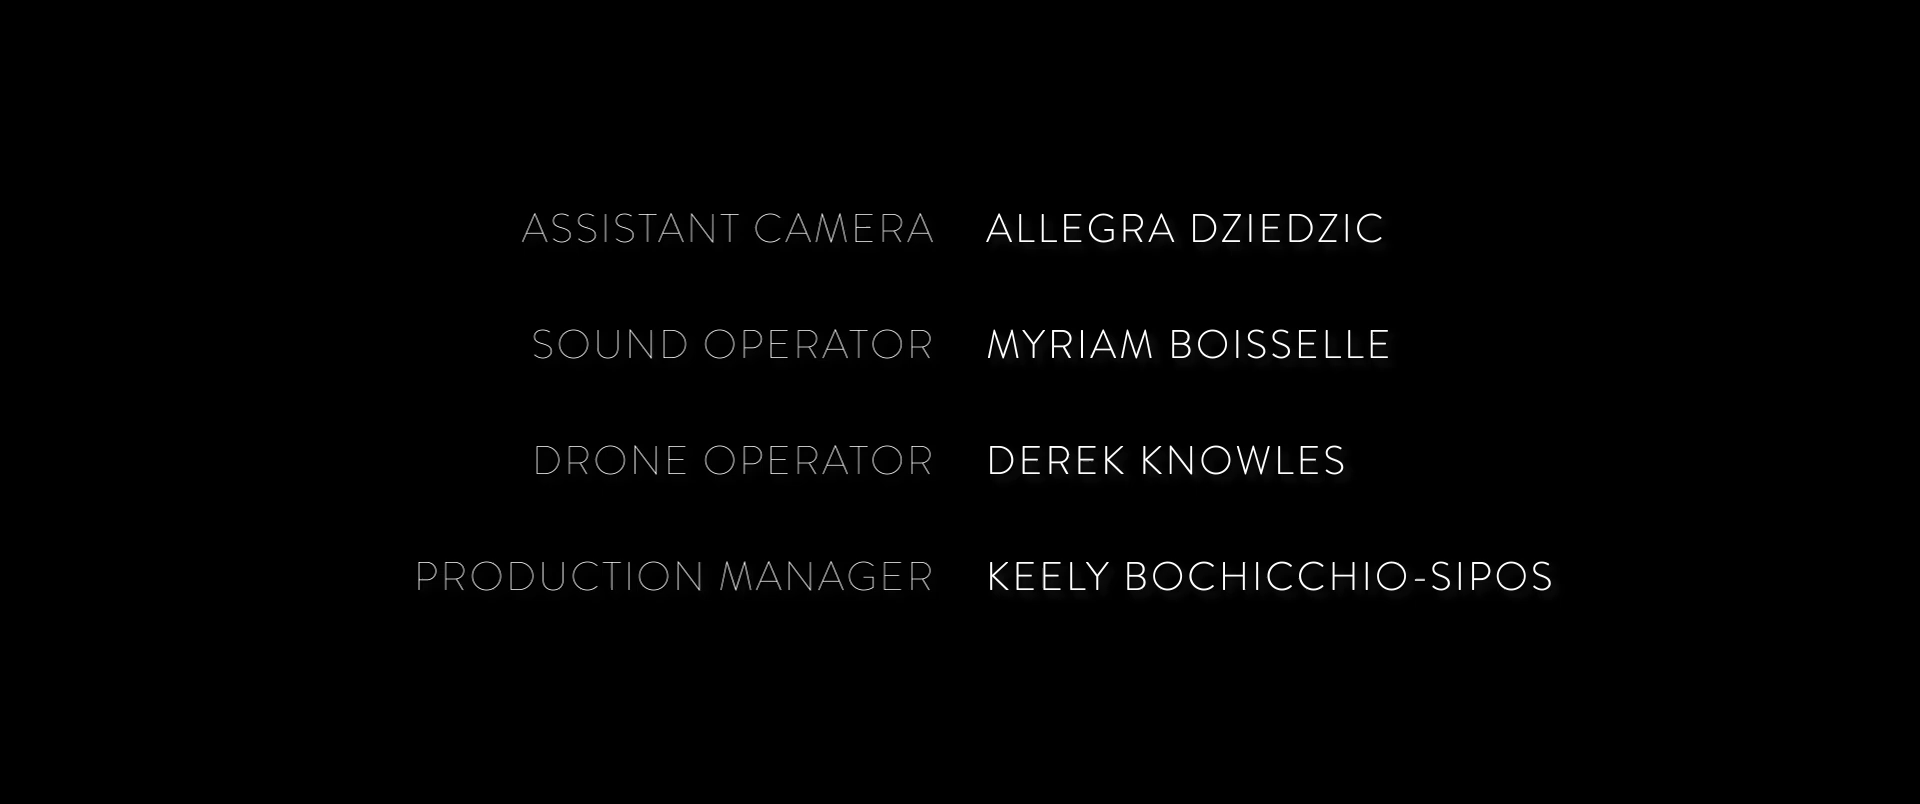 ASSISTANT CAMERA ALLEGRA DZIEDZIC
SOUND OPERATOR MYRIAM BOISSELLE
DRONE OPERATOR DEREK KNOWLES
PRODUCTION MANAGER KEELY BOCHICCHIO-SIPOS